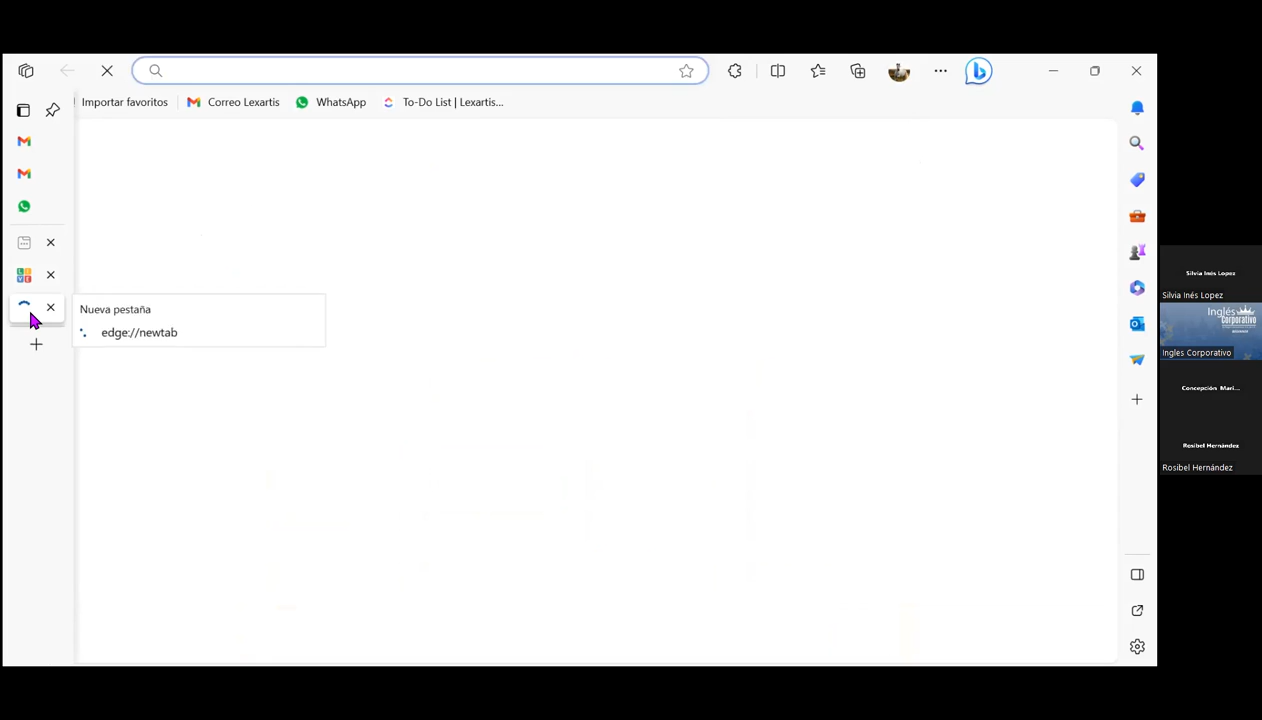 Importar favoritos
Correo Lexartis
WhatsApp
To-Do List | Lexartis...
Nueva pestaña
edge://newtab
Silvia Inés Lopez
Silvia Inés Lopez
Inglés
Corporativo
Ingles Corporativo
Concepción Mari...
Rosibel Hernández
Rosibel Hernández